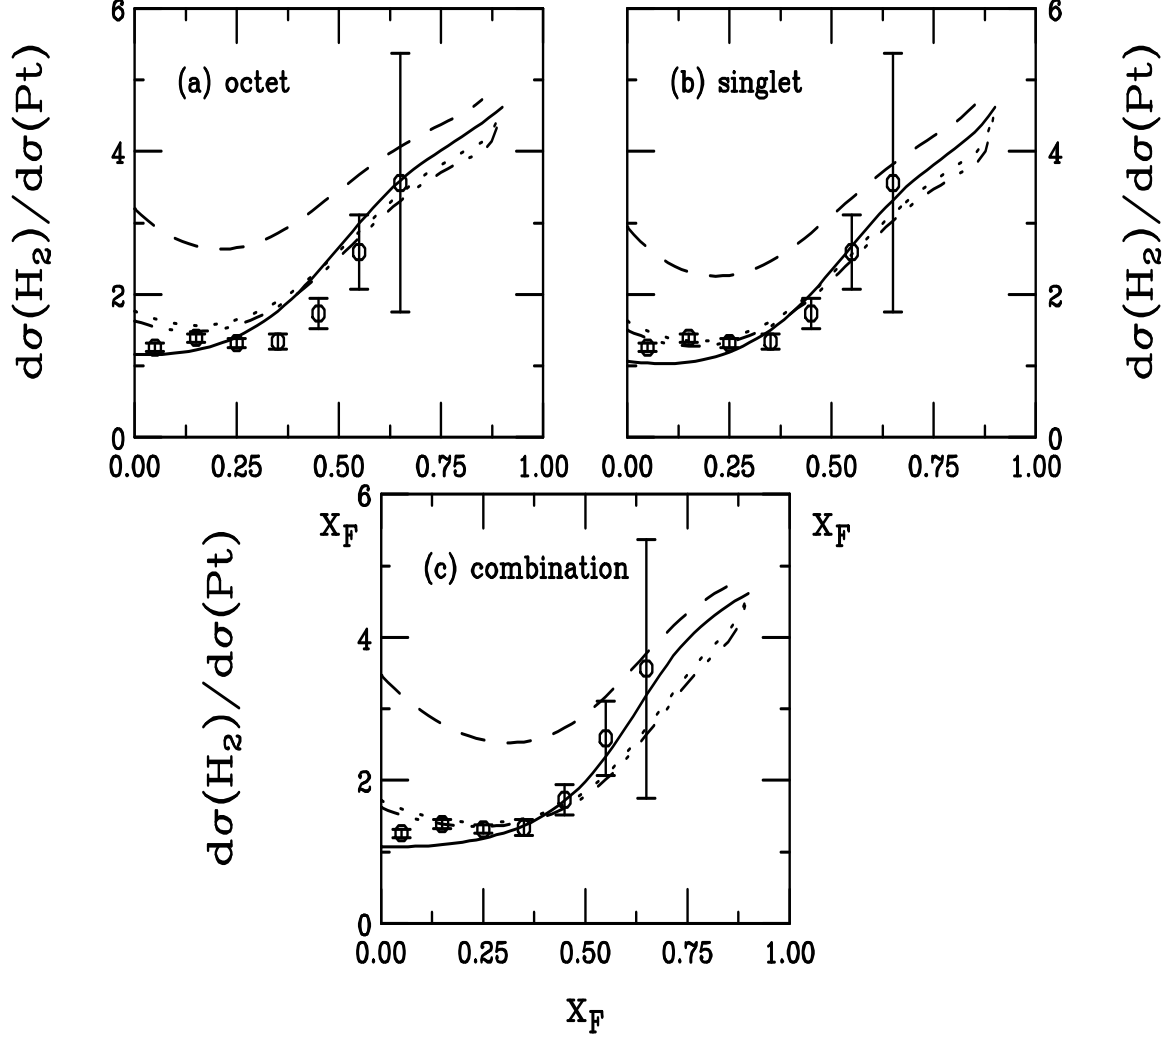 6 6
(a) octet (b) singlet
dσ(H2)/dσ(Pt) dσ(H2)/dσ(Pt)
4 4
2 2
0 0
0.00 0.25 0.50 0.75 1.00 0.00 0.25 0.50 0.75 1.00
XF XF
6
(c) combination
dσ(H2)/dσ(Pt)
4
2
0
0.00 0.25 0.50 0.75 1.00
XF